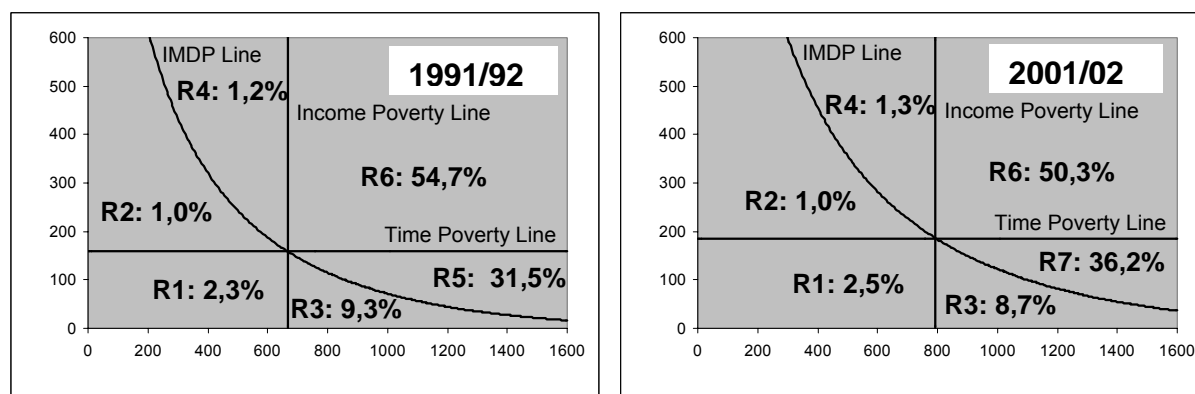 600
500
400
300
200
100
0
IMDP Line
1991/92
R4: 1,2%
Income Poverty Line
R6: 54,7%
R2: 1,0%
Time Poverty Line
R5: 31,5%
R1: 2,3%
R3: 9,3%
0 200 400 600 800 1000 1200 1400 1600
600
500
400
300
200
100
0
IMDP Line
2001/02
R4: 1,3%
Income Poverty Line
R6: 50,3%
R2: 1,0%
Time Poverty Line
R7: 36,2%
R1: 2,5%
R3: 8,7%
0 200 400 600 800 1000 1200 1400 1600